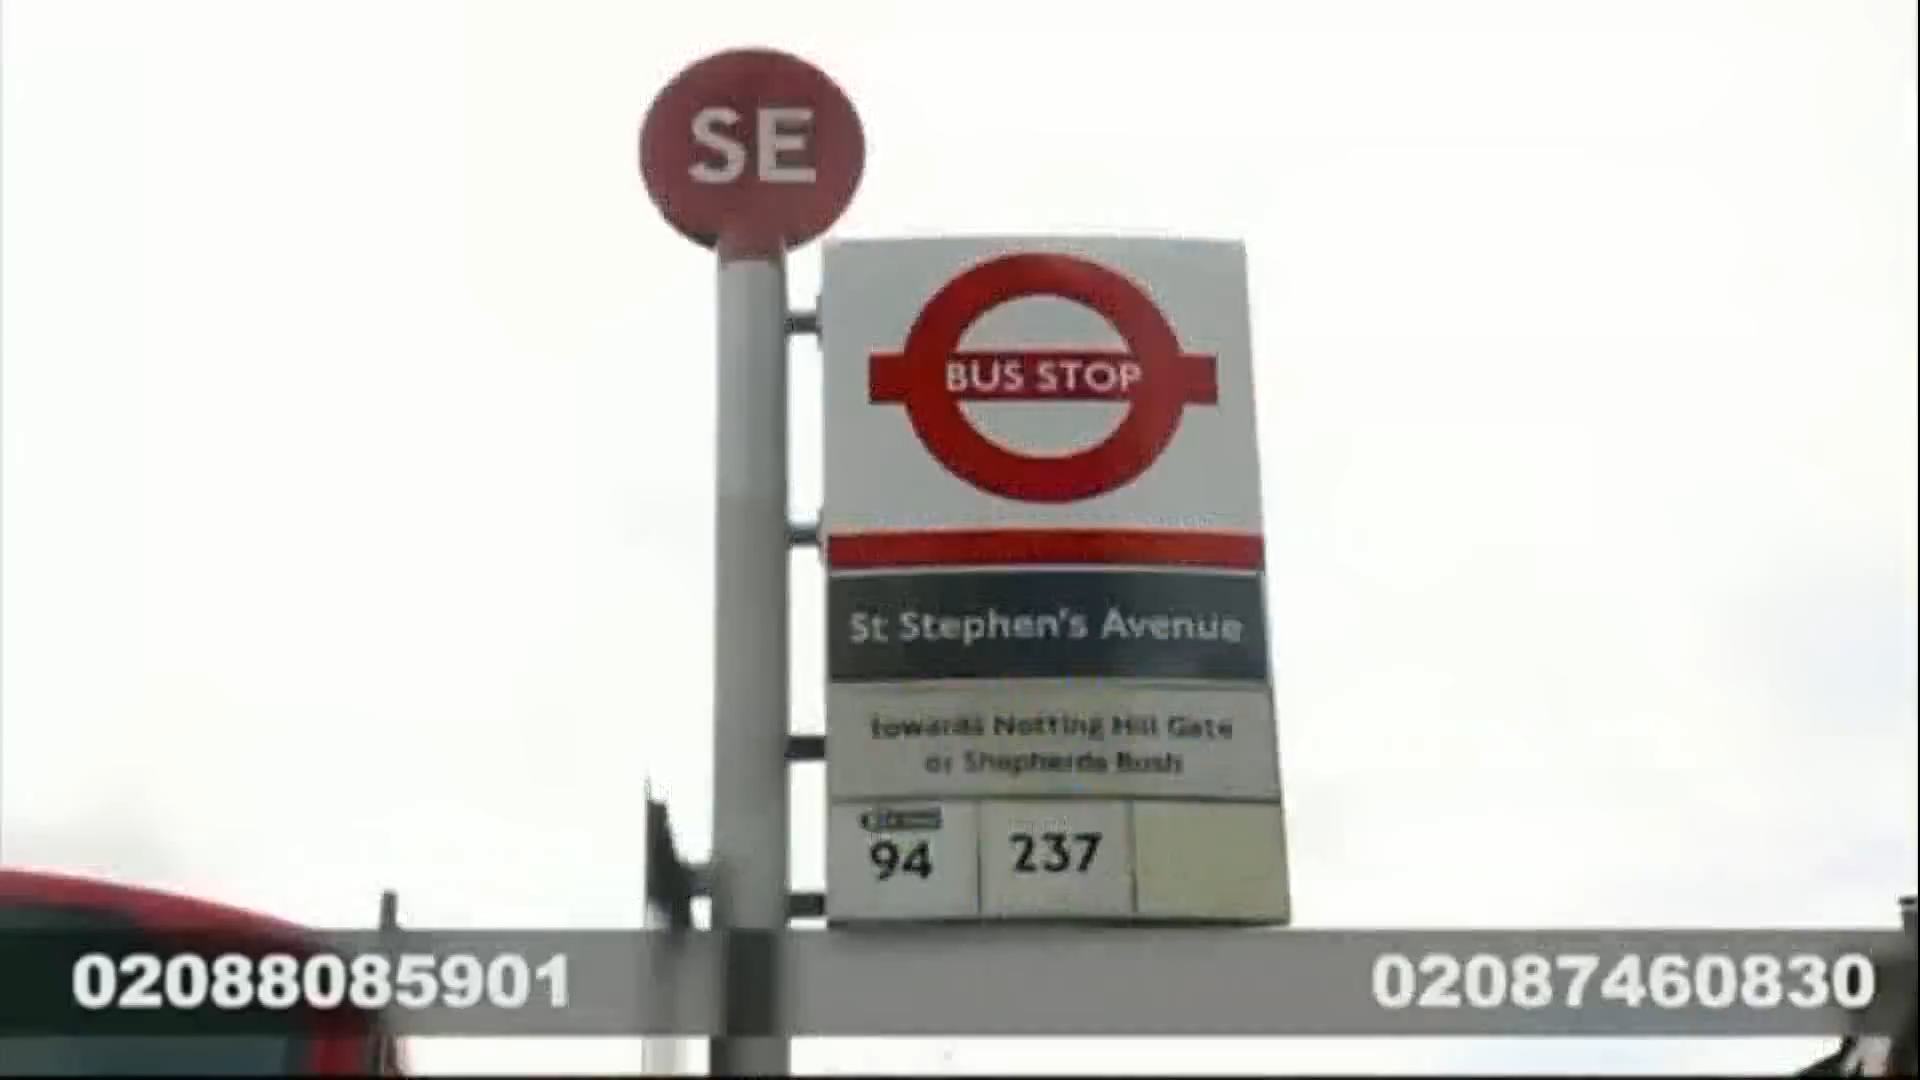 SE
BUS STOP
St Stephen's Avenue
towards Notting Hill Gate
or Shepherds Bush
94
237
02088085901
02087460830